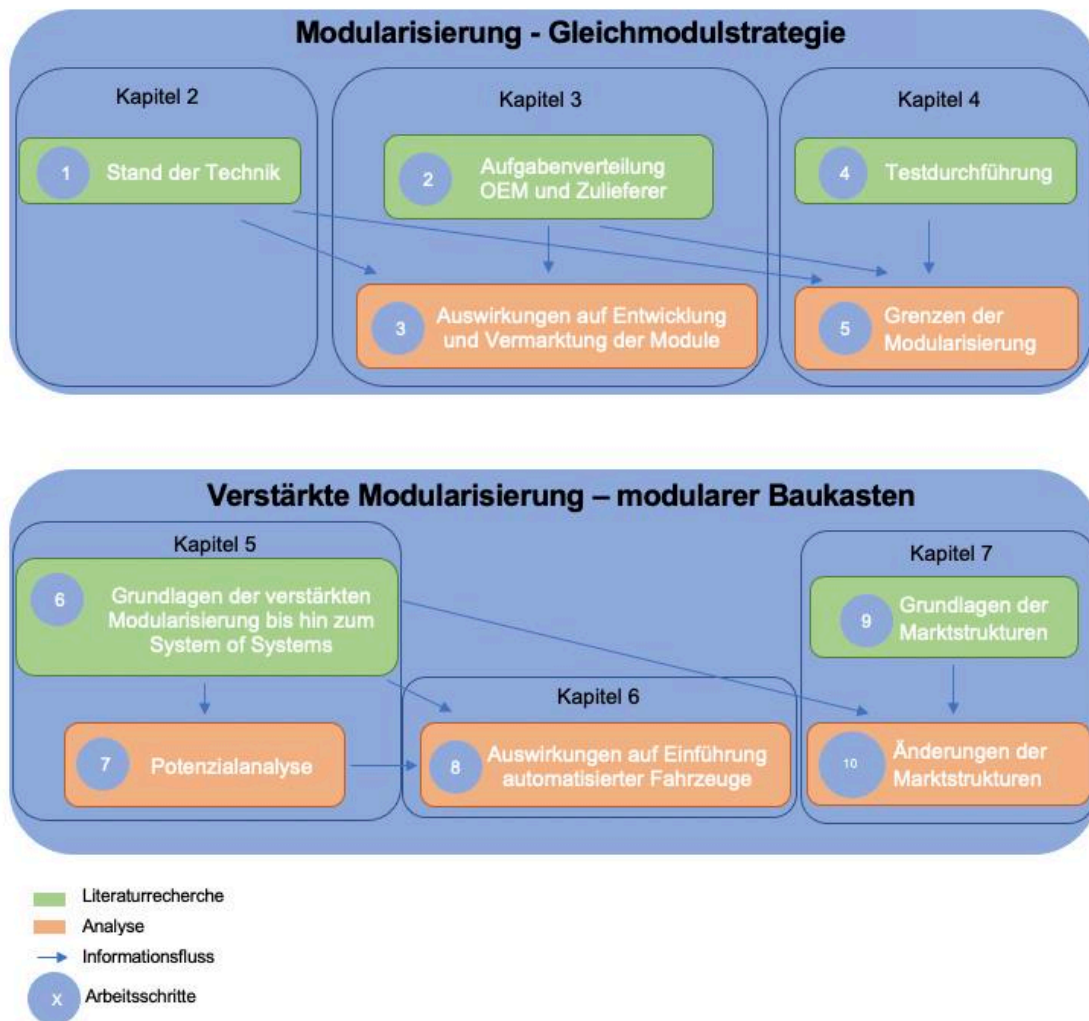 Modularisierung - Gleichmodulstrategie
Kapitel 2
Kapitel 3
Kapitel 4
1
Stand der Technik
2
Aufgabenverteilung
OEM und Zulieferer
4
Testdurchführung
3
Auswirkungen auf Entwicklung
und Vermarktung der Module
5
Grenzen der
Modularisierung
Verstärkte Modularisierung – modularer Baukasten
Kapitel 5
Kapitel 7
6
Grundlagen der verstärkten
Modularisierung bis hin zum
System of Systems
9
Grundlagen der
Marktstrukturen
Kapitel 6
7
Potenzialanalyse
8
Auswirkungen auf Einführung
automatisierter Fahrzeuge
10
Änderungen der
Marktstrukturen
Literaturrecherche
Analyse
Informationsfluss
X
Arbeitsschritte